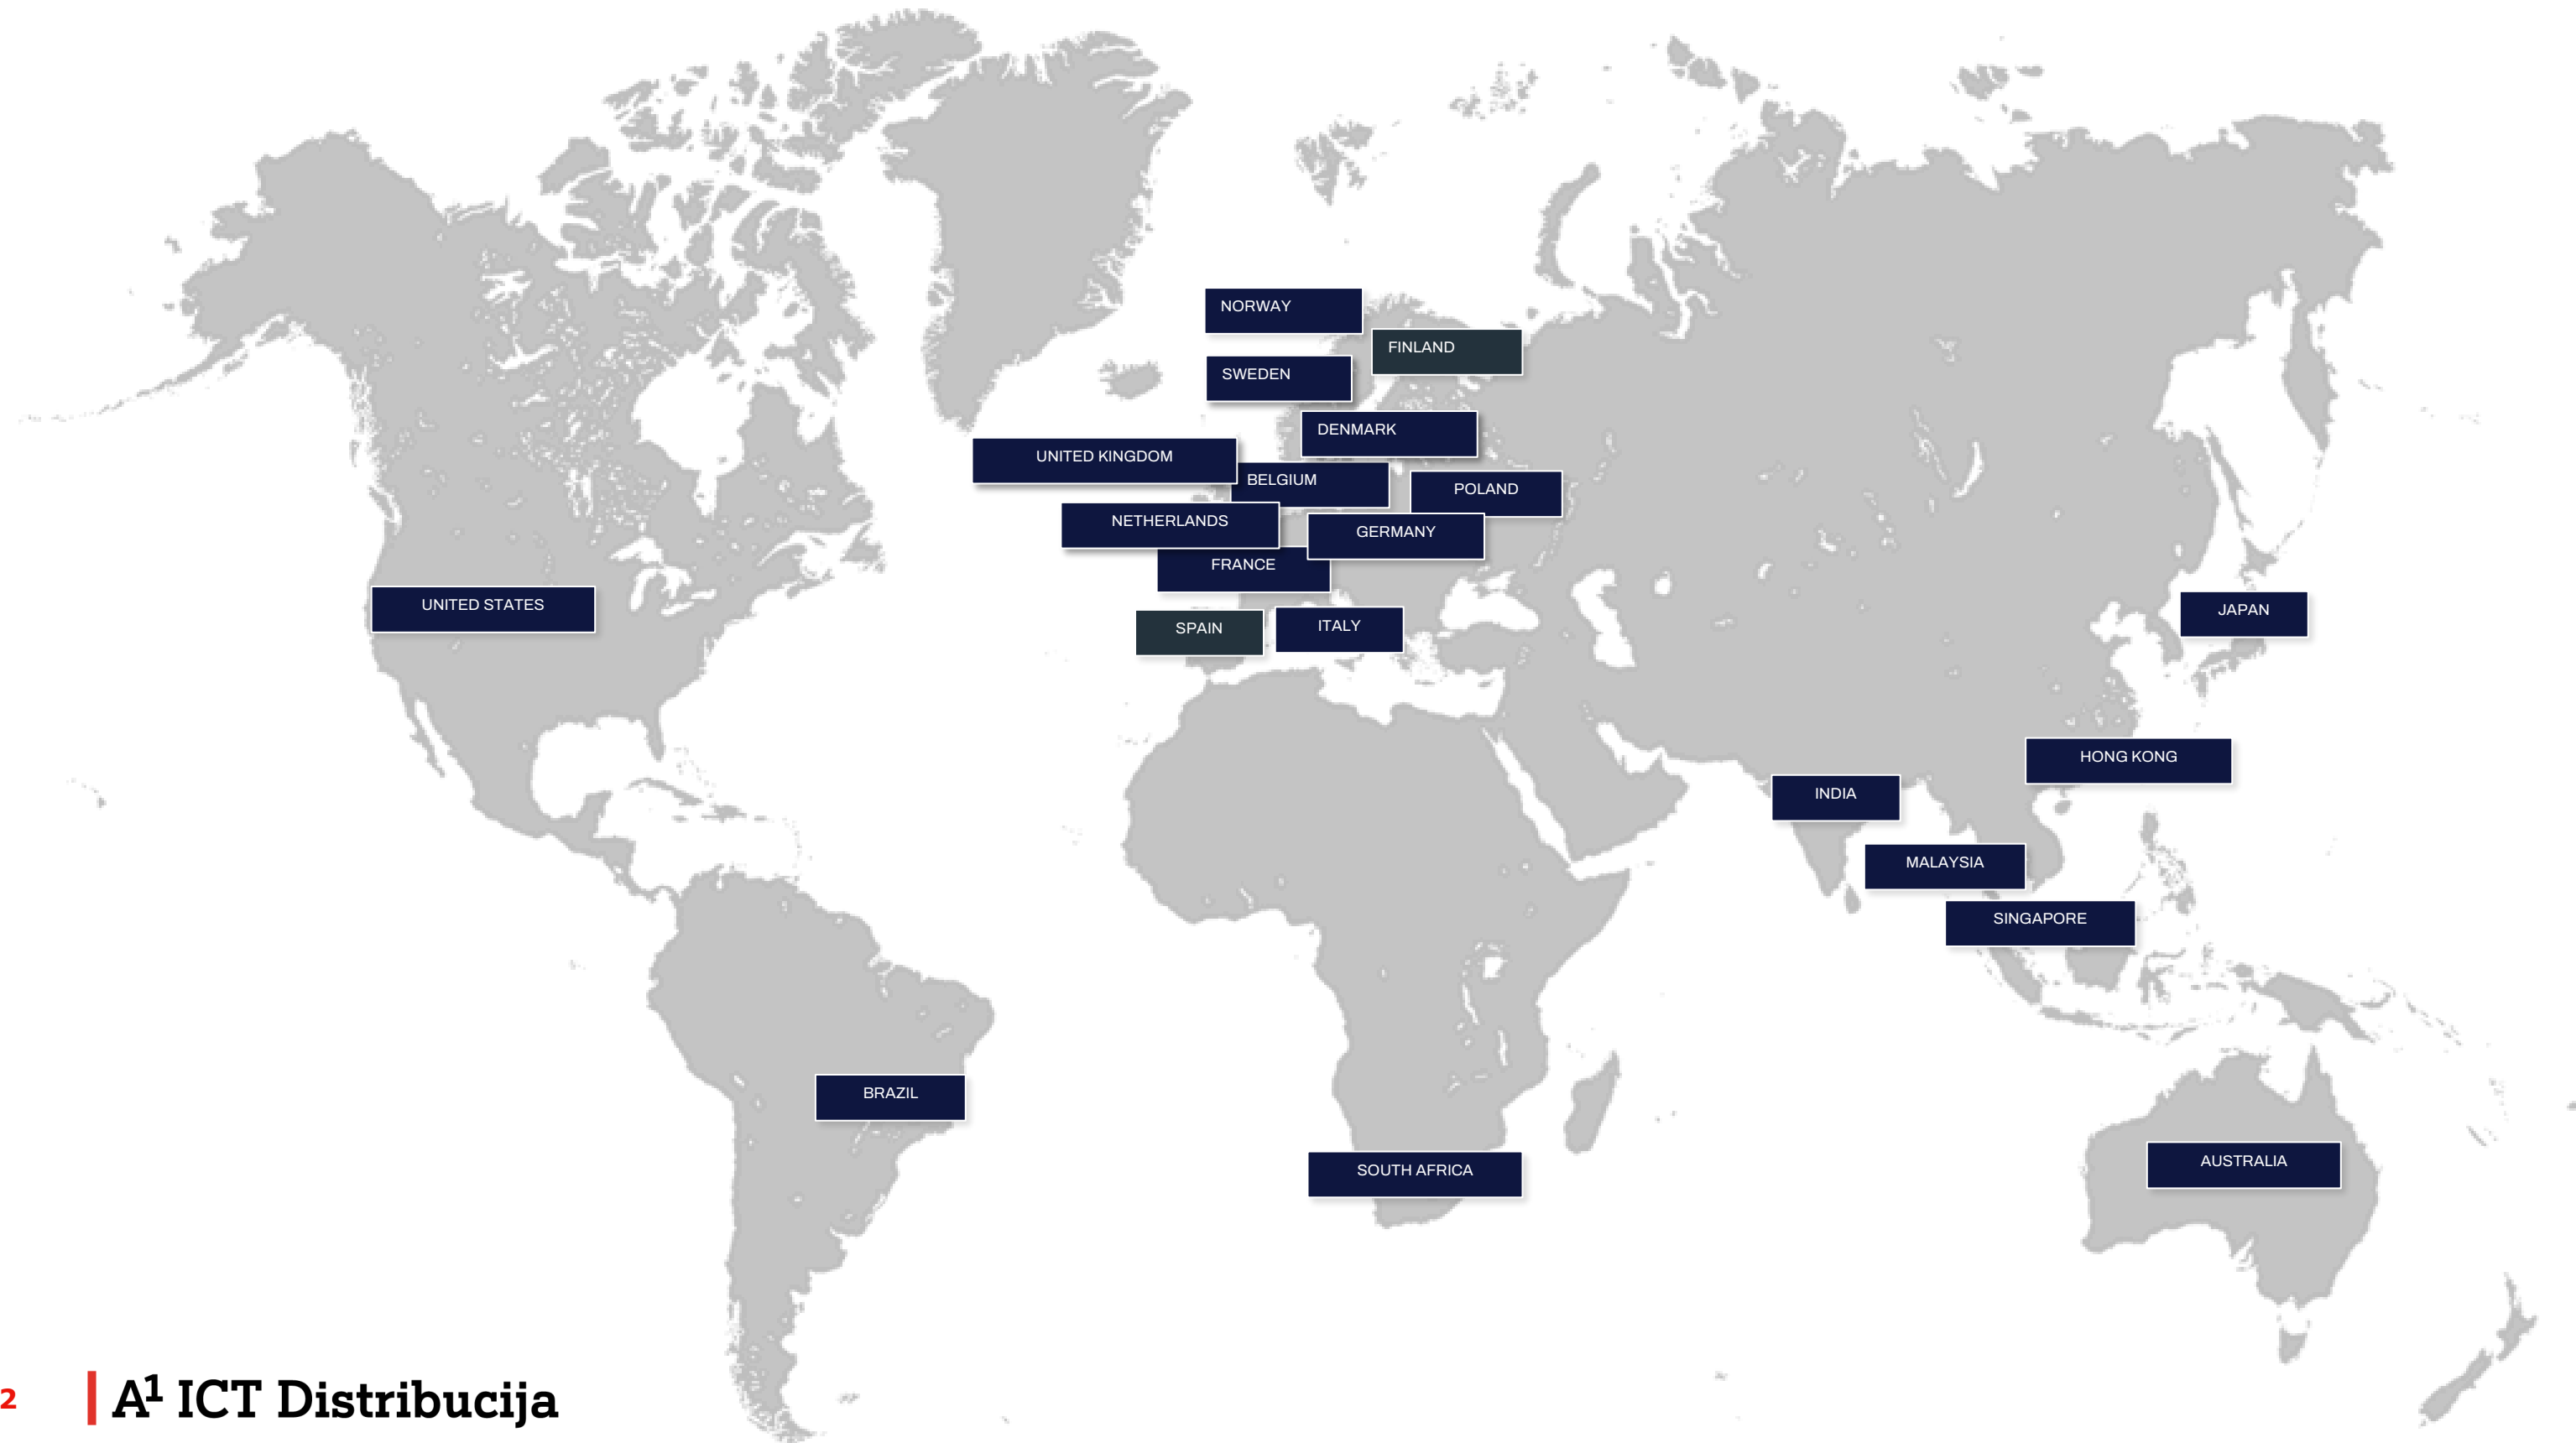 NORWAY
FINLAND
SWEDEN
DENMARK
UNITED KINGDOM
BELGIUM
POLAND
NETHERLANDS
GERMANY
FRANCE
UNITED STATES
JAPAN
SPAIN
ITALY
HONG KONG
INDIA
MALAYSIA
SINGAPORE
BRAZIL
SOUTH AFRICA
AUSTRALIA
2
A1 ICT Distribucija